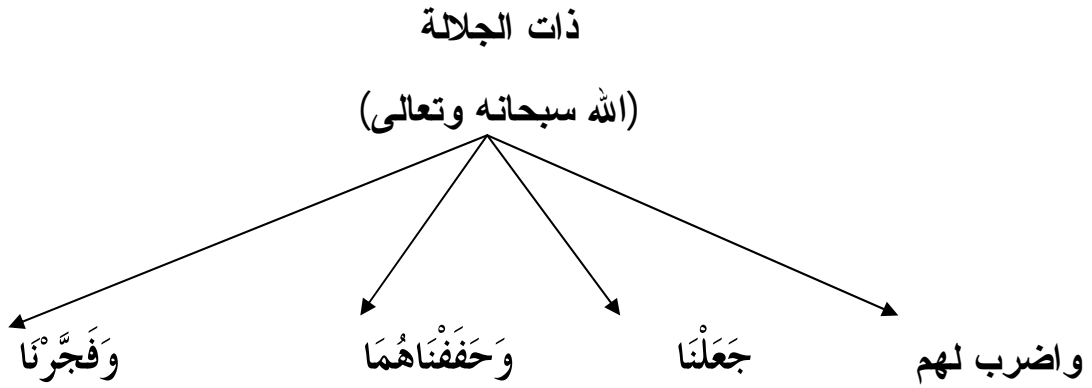 ذات الجلالة
(الله سبحانه وتعالى)
واضرب لهم جَعَلْنَا وَحَفَفْنَاهُمَا وَفَجَّرْنَا